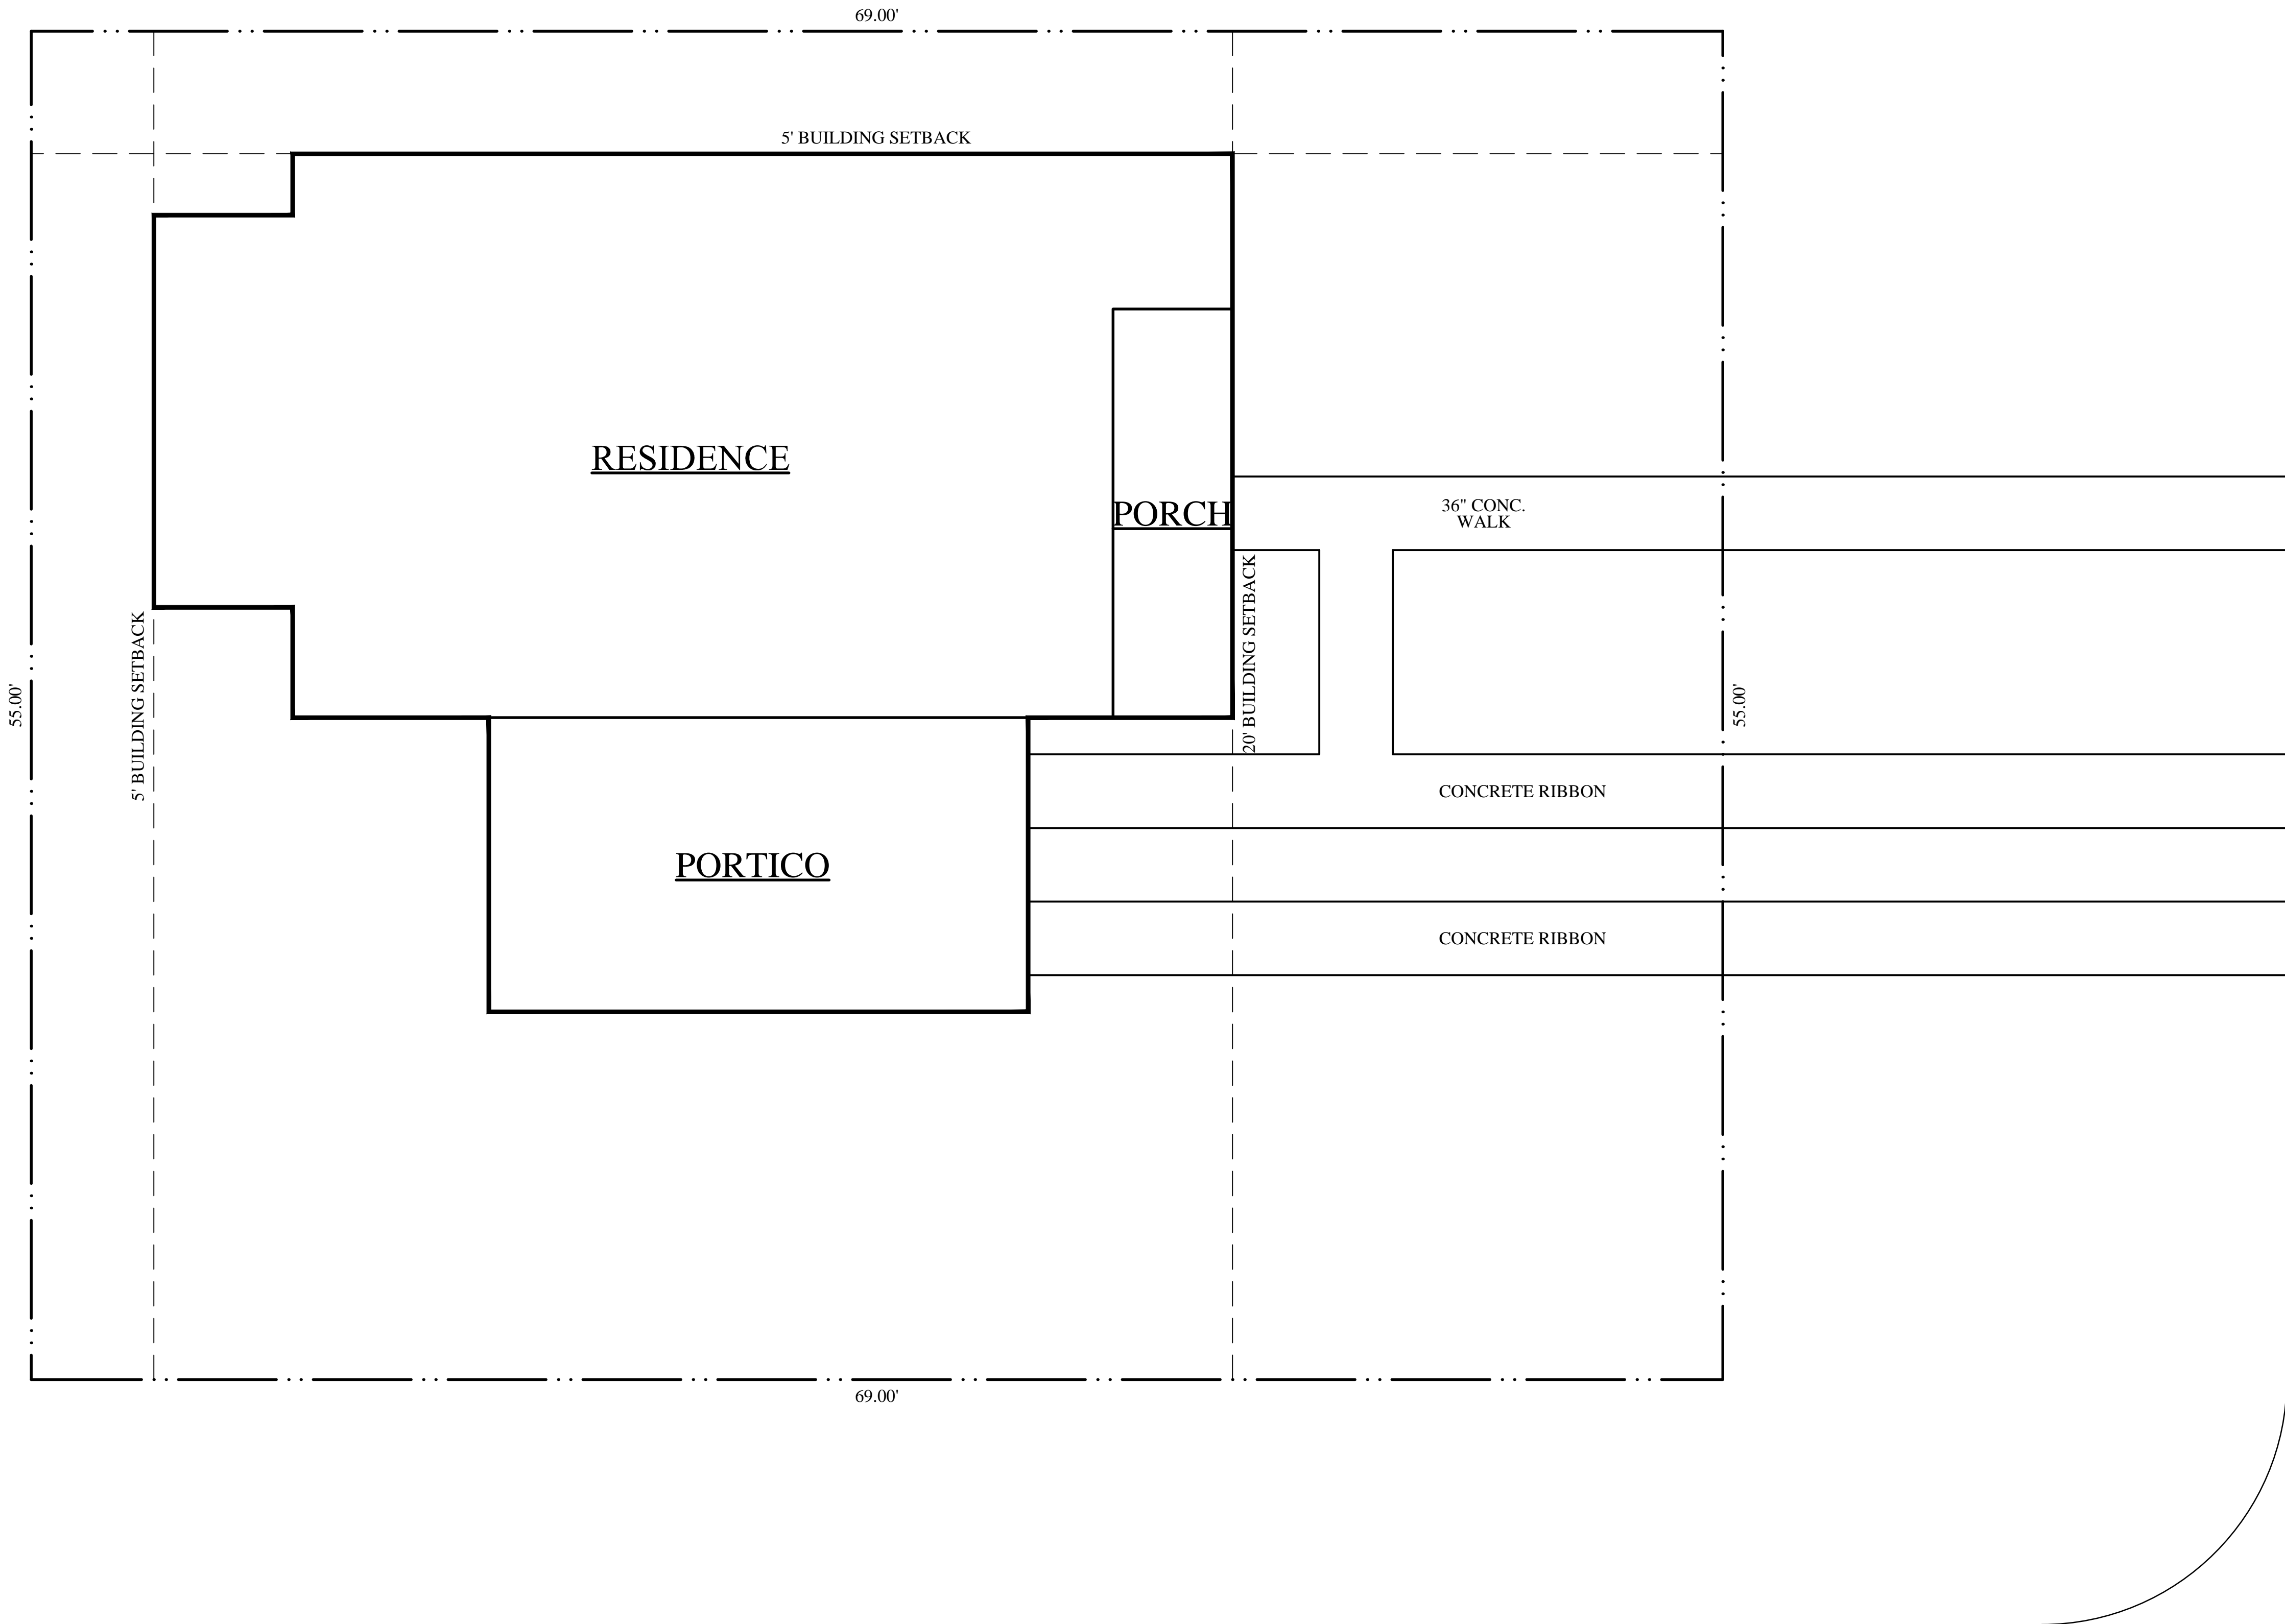 69.00'
5' BUILDING SETBACK
RESIDENCE
PORCH
36" CONC.
WALK
20' BUILDING SETBACK
5' BUILDING SETBACK
55.00'
55.00'
CONCRETE RIBBON
PORTICO
CONCRETE RIBBON
69.00'